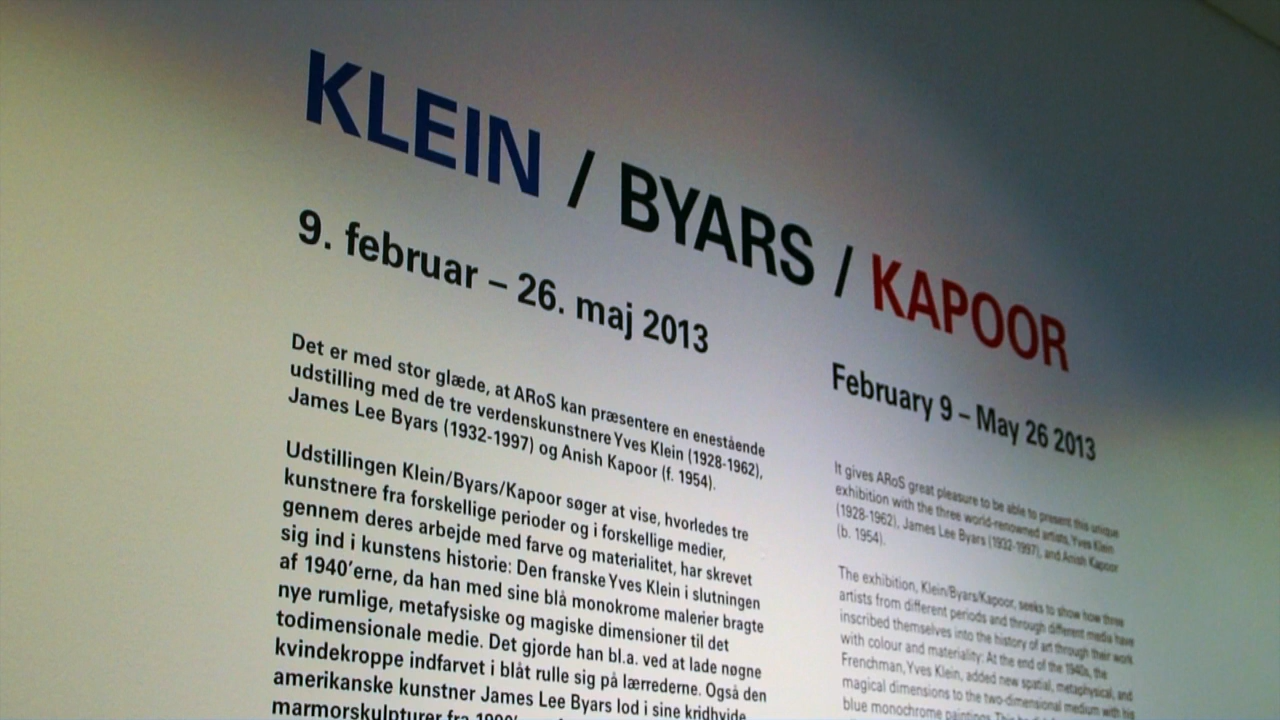 KLEIN / BYARS / KAPOOR
9. februar – 26. maj 2013
Det er med stor glæde, at ARoS kan præsentere en enestående
udstilling med de tre verdenskunstnere Yves Klein (1928-1962),
James Lee Byars (1932-1997) og Anish Kapoor (f. 1954).
Udstillingen Klein/Byars/Kapoor søger at vise, hvorledes tre
kunstnere fra forskellige perioder og i forskellige medier,
gennem deres arbejde med farve og materialitet, har skrevet
sig ind i kunstens historie: Den franske Yves Klein i slutningen
af 1940'erne, da han med sine blå monokrome malerier bragte
nye rumlige, metafysiske og magiske dimensioner til det
todimensionale medie. Det gjorde han bl.a. ved at lade nøgne
kvindekroppe indfarvet i blåt rulle sig på lærrederne. Også den
amerikanske kunstner James Lee Byars lod i sine kridhvide
marmorskulpturer fra
February 9 – May 26 2013
It gives ARoS great pleasure to be able to present this unique
exhibition with the three world-renowned artists, Yves Klein
(1928-1962), James Lee Byars (1932-1997), and Anish Kapoor
(b. 1954).
The exhibition, Klein/Byars/Kapoor, seeks to show how three
artists from different periods and through different media have
inscribed themselves into the history of art through their work
with colour and materiality: At the end of the 1940s, the
Frenchman, Yves Klein, added new spatial, metaphysical, and
magical dimensions to the two-dimensional medium with his
blue monochrome paintings.